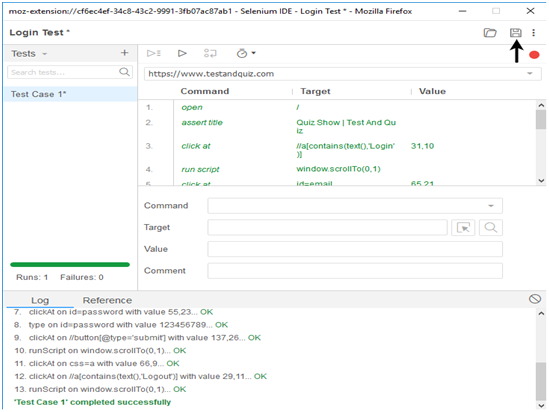 moz-extension://cf6ec4ef-34c8-43c2-9991-3fb07ac87ab1 - Selenium IDE - Login Test * - Mozilla Firefox
Login Test*
Tests
Search tests...
Test Case 1*
Runs: 1 Failures: 0
https://www.testandquiz.com
Command Target Value
1. open /
2. assert title Quiz Show | Test And Qu
iz
3. click at //a[contains(text(),'Login' 31,10
)]
4. run script window.scrollTo(0,1)
5. click at id=email 65,21
Command
Target
Value
Comment
Log Reference
7. clickAt on id=password with value 55,23... OK
8. type on id=password with value 123456789... OK
9. clickAt on //button[@type='submit'] with value 137,26... OK
10. runScript on window.scrollTo(0,1)... OK
11. clickAt on css=a with value 66,9... OK
12. clickAt on //a[contains(text(),'Logout')] with value 29,11... OK
13. runScript on window.scrollTo(0,1)... OK
'Test Case 1' completed successfully